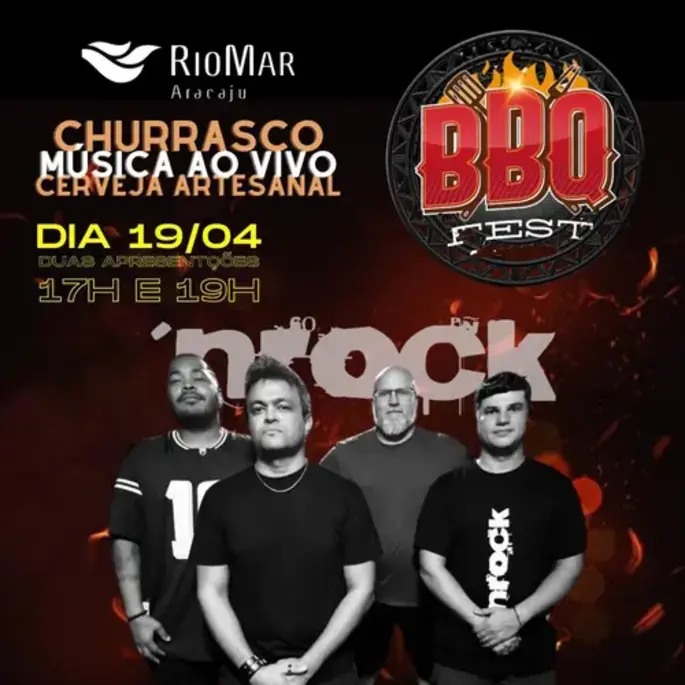 RIOMAR
Aracaju
BBQ
FEST
CHURRASCO
MÚSICA AO VIVO
CERVEJA ARTESANAL
DIA 19/04
DUAS APRESENTÇÕES
17H E 19H
'nrock
10
nrock